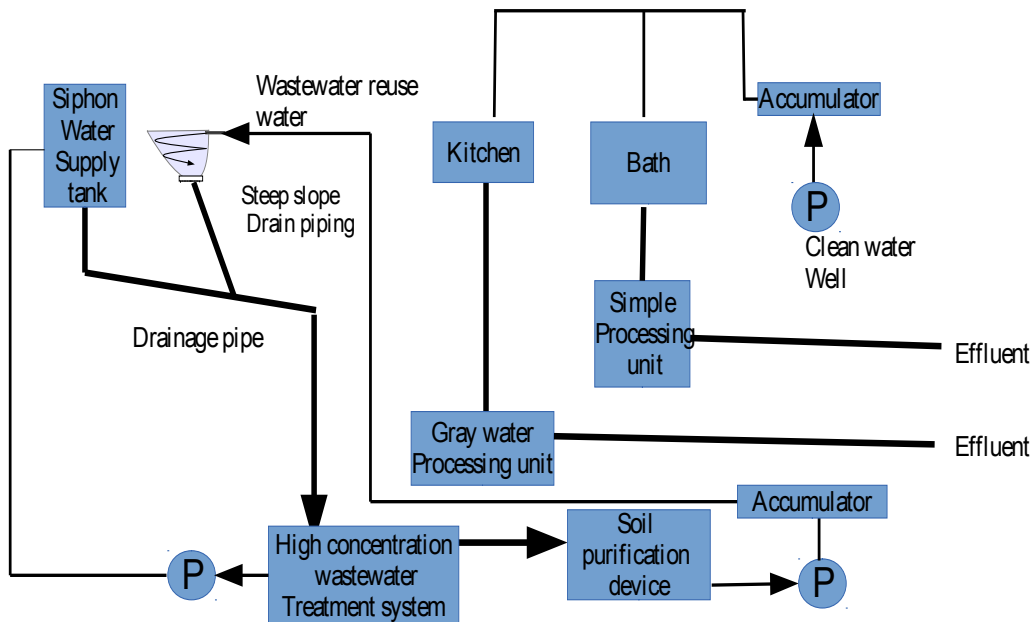 Siphon
Water
Supply
tank
Wastewater reuse
water
Steep slope
Drain piping
Drainage pipe
Kitchen
Bath
Accumulator
P
Clean water
Well
Simple
Processing
unit
Effluent
Gray water
Processing unit
Effluent
Accumulator
High concentration
wastewater
Treatment system
Soil
purification
device
P
P